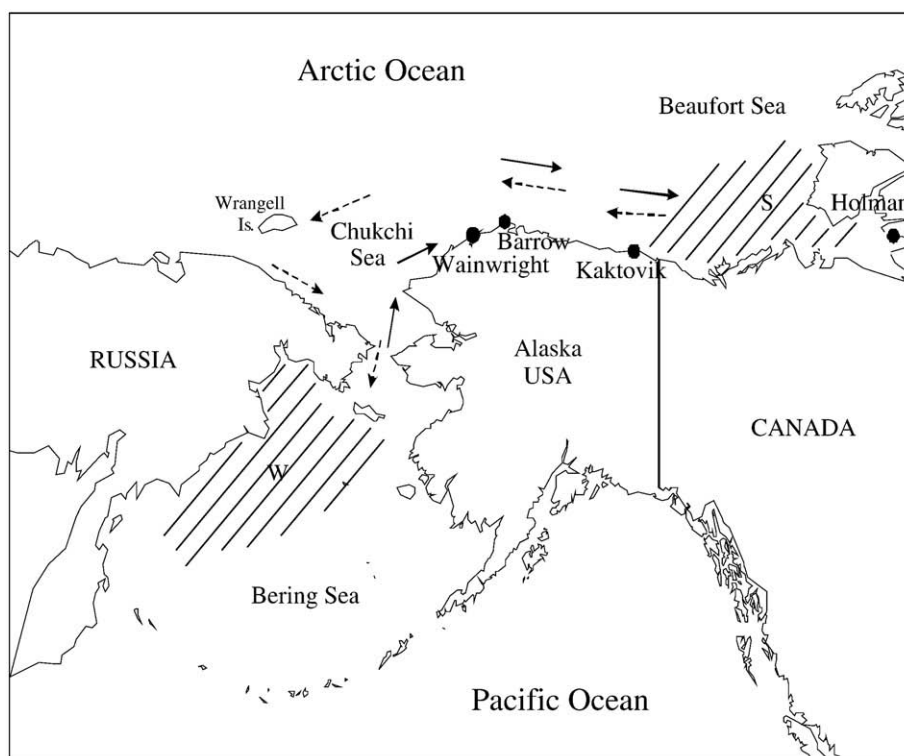 Arctic Ocean
Beaufort Sea
Wrangell
Is.
S
Holman
Chukchi
Sea
Barrow
Wainwright
Kaktovik
RUSSIA
Alaska
USA
CANADA
W
Bering Sea
Pacific Ocean